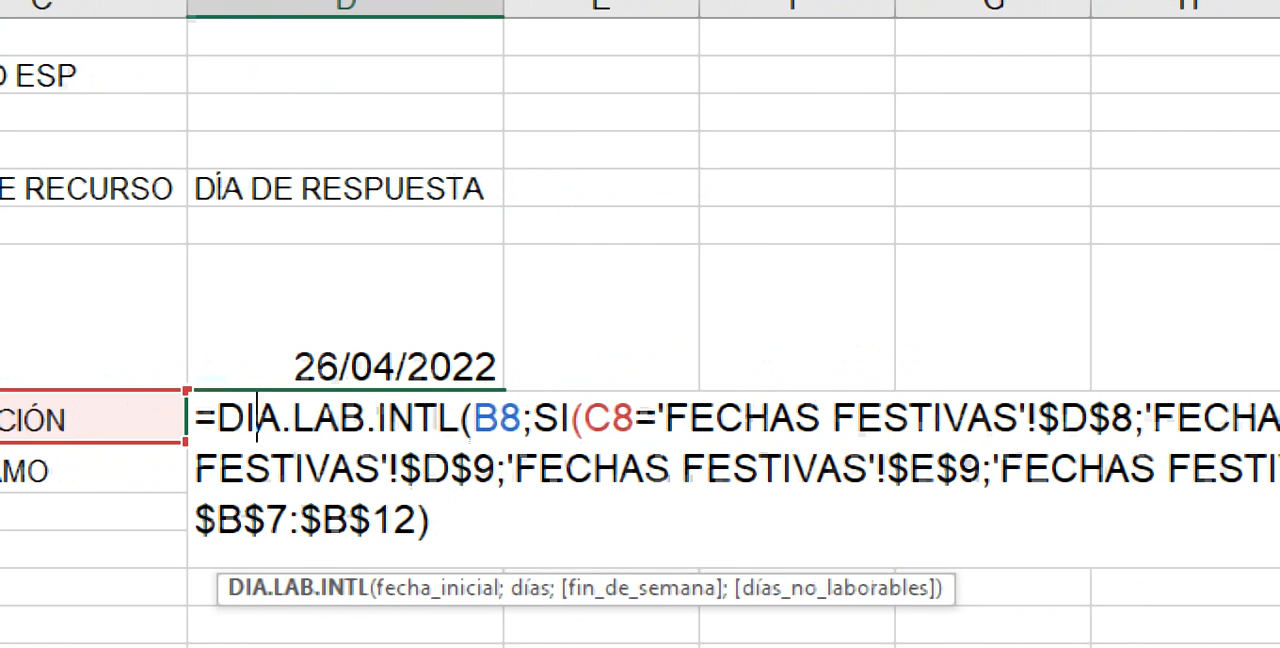 C D E F G H
ESP
E RECURSO DÍA DE RESPUESTA
26/04/2022
CIÓN =DIA.LAB.INTL(B8;SI(C8='FECHAS FESTIVAS'!$D$8;'FECHA
AMO FESTIVAS'!$D$9;'FECHAS FESTIVAS'!$E$9;'FECHAS FESTI
$B$7:$B$12)
DIA.LAB.INTL(fecha_inicial; días; [fin_de_semana]; [días_no_laborables])